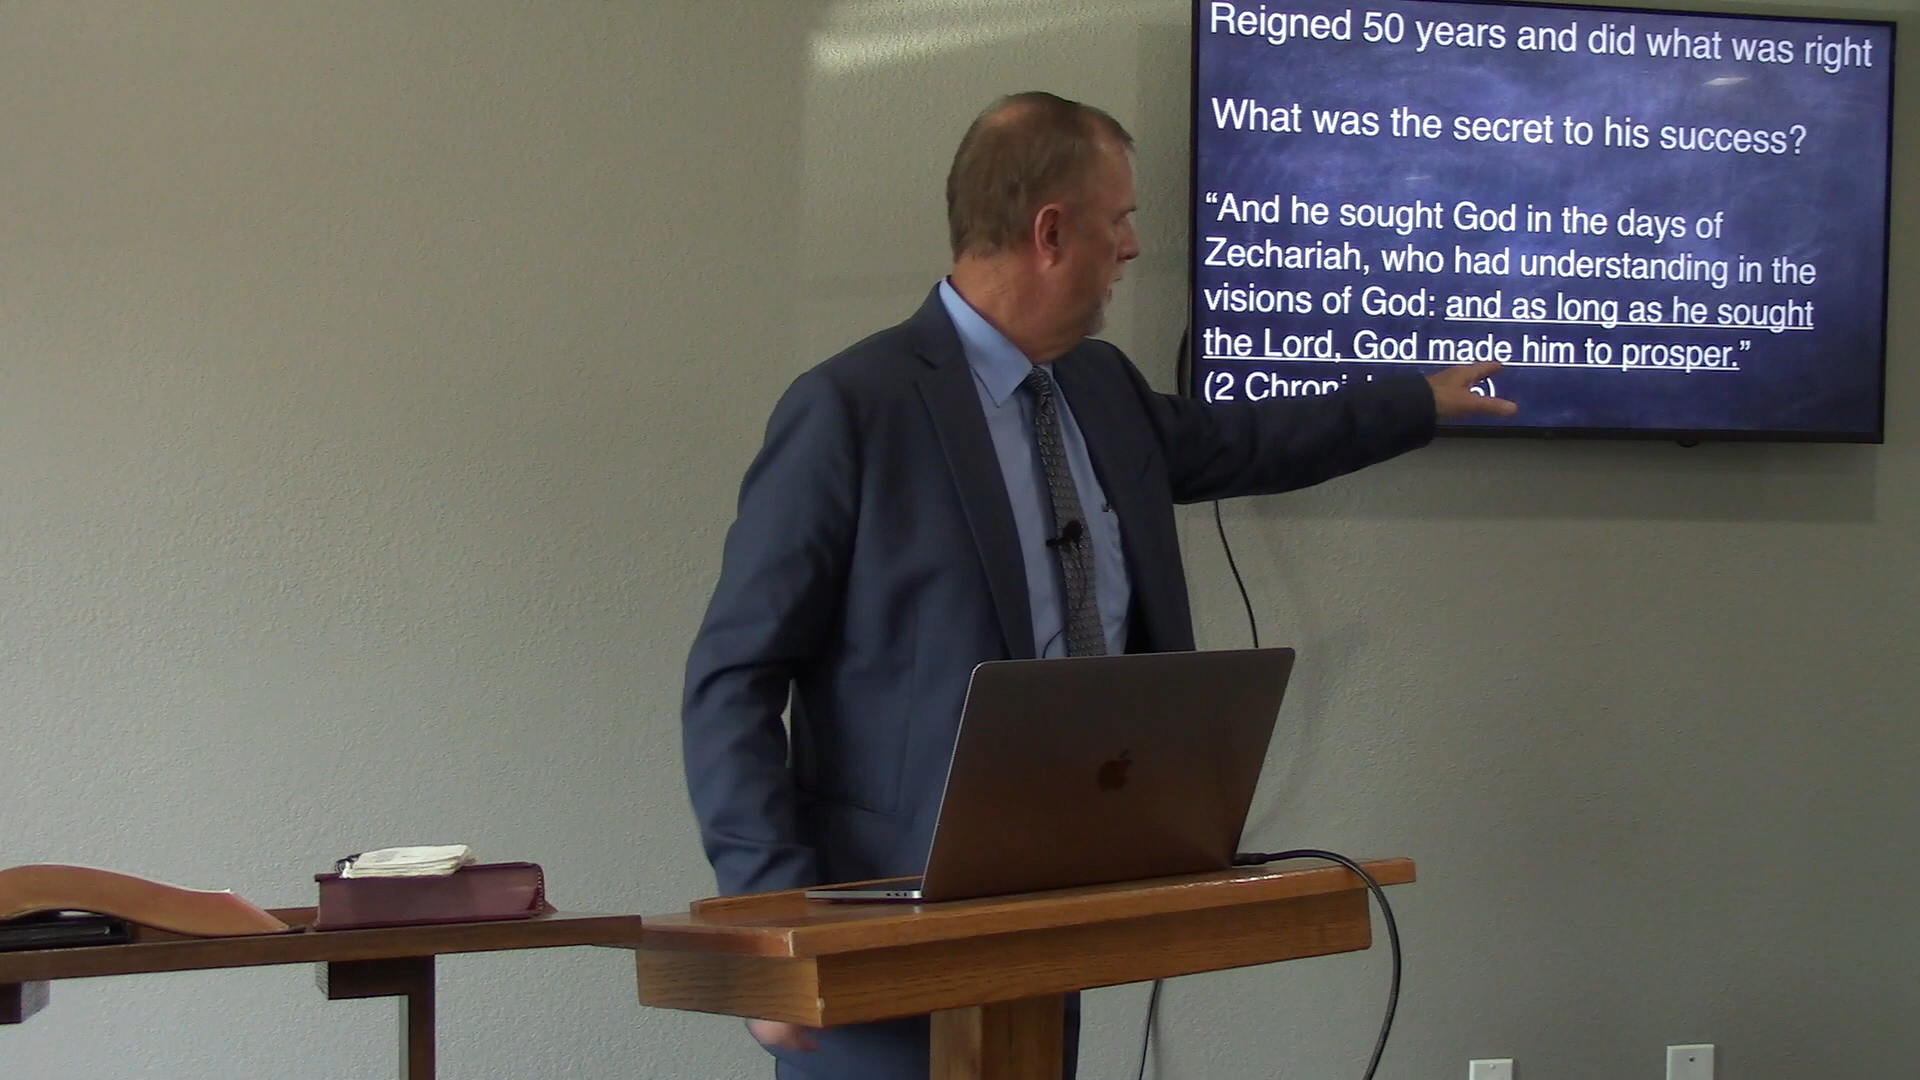 Reigned 50 years and did what was right
What was the secret to his success?
“And he sought God in the days of
Zechariah, who had understanding in the
visions of God: and as long as he sought
the Lord, God made him to prosper.”
(2